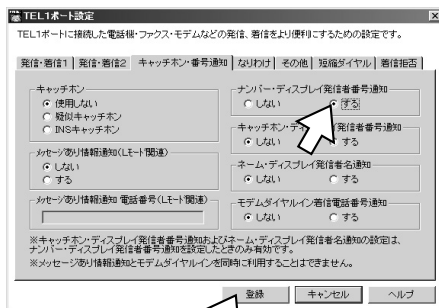 TEL1ポート設定
TEL1ポートに接続した電話機・ファクス・モデムなどの発信、着信をより便利にするための設定です。
発信・着信1 発信・着信2 キャッチホン・番号通知 なりわけ その他 短縮ダイヤル 着信拒否
キャッチホン
使用しない
疑似キャッチホン
INSキャッチホン
メッセージあり情報通知(Lモード関連)
しない
する
メッセージあり情報通知 電話番号(Lモード関連)
ナンバー・ディスプレイ発信者番号通知
しない する
キャッチホン・ディ 発信者番号通知
しない する
ネーム・ディスプレイ発信者名通知
しない する
モデムダイヤルイン着信電話番号通知
しない する
※キャッチホン・ディスプレイ発信者番号通知およびネーム・ディスプレイ発信者名通知の設定は、
ナンバー・ディスプレイ発信者番号通知を設定したときのみ有効です。
※メッセージあり情報通知とモデムダイヤルインを同時に利用することはできません。
登録 キャンセル ヘルプ